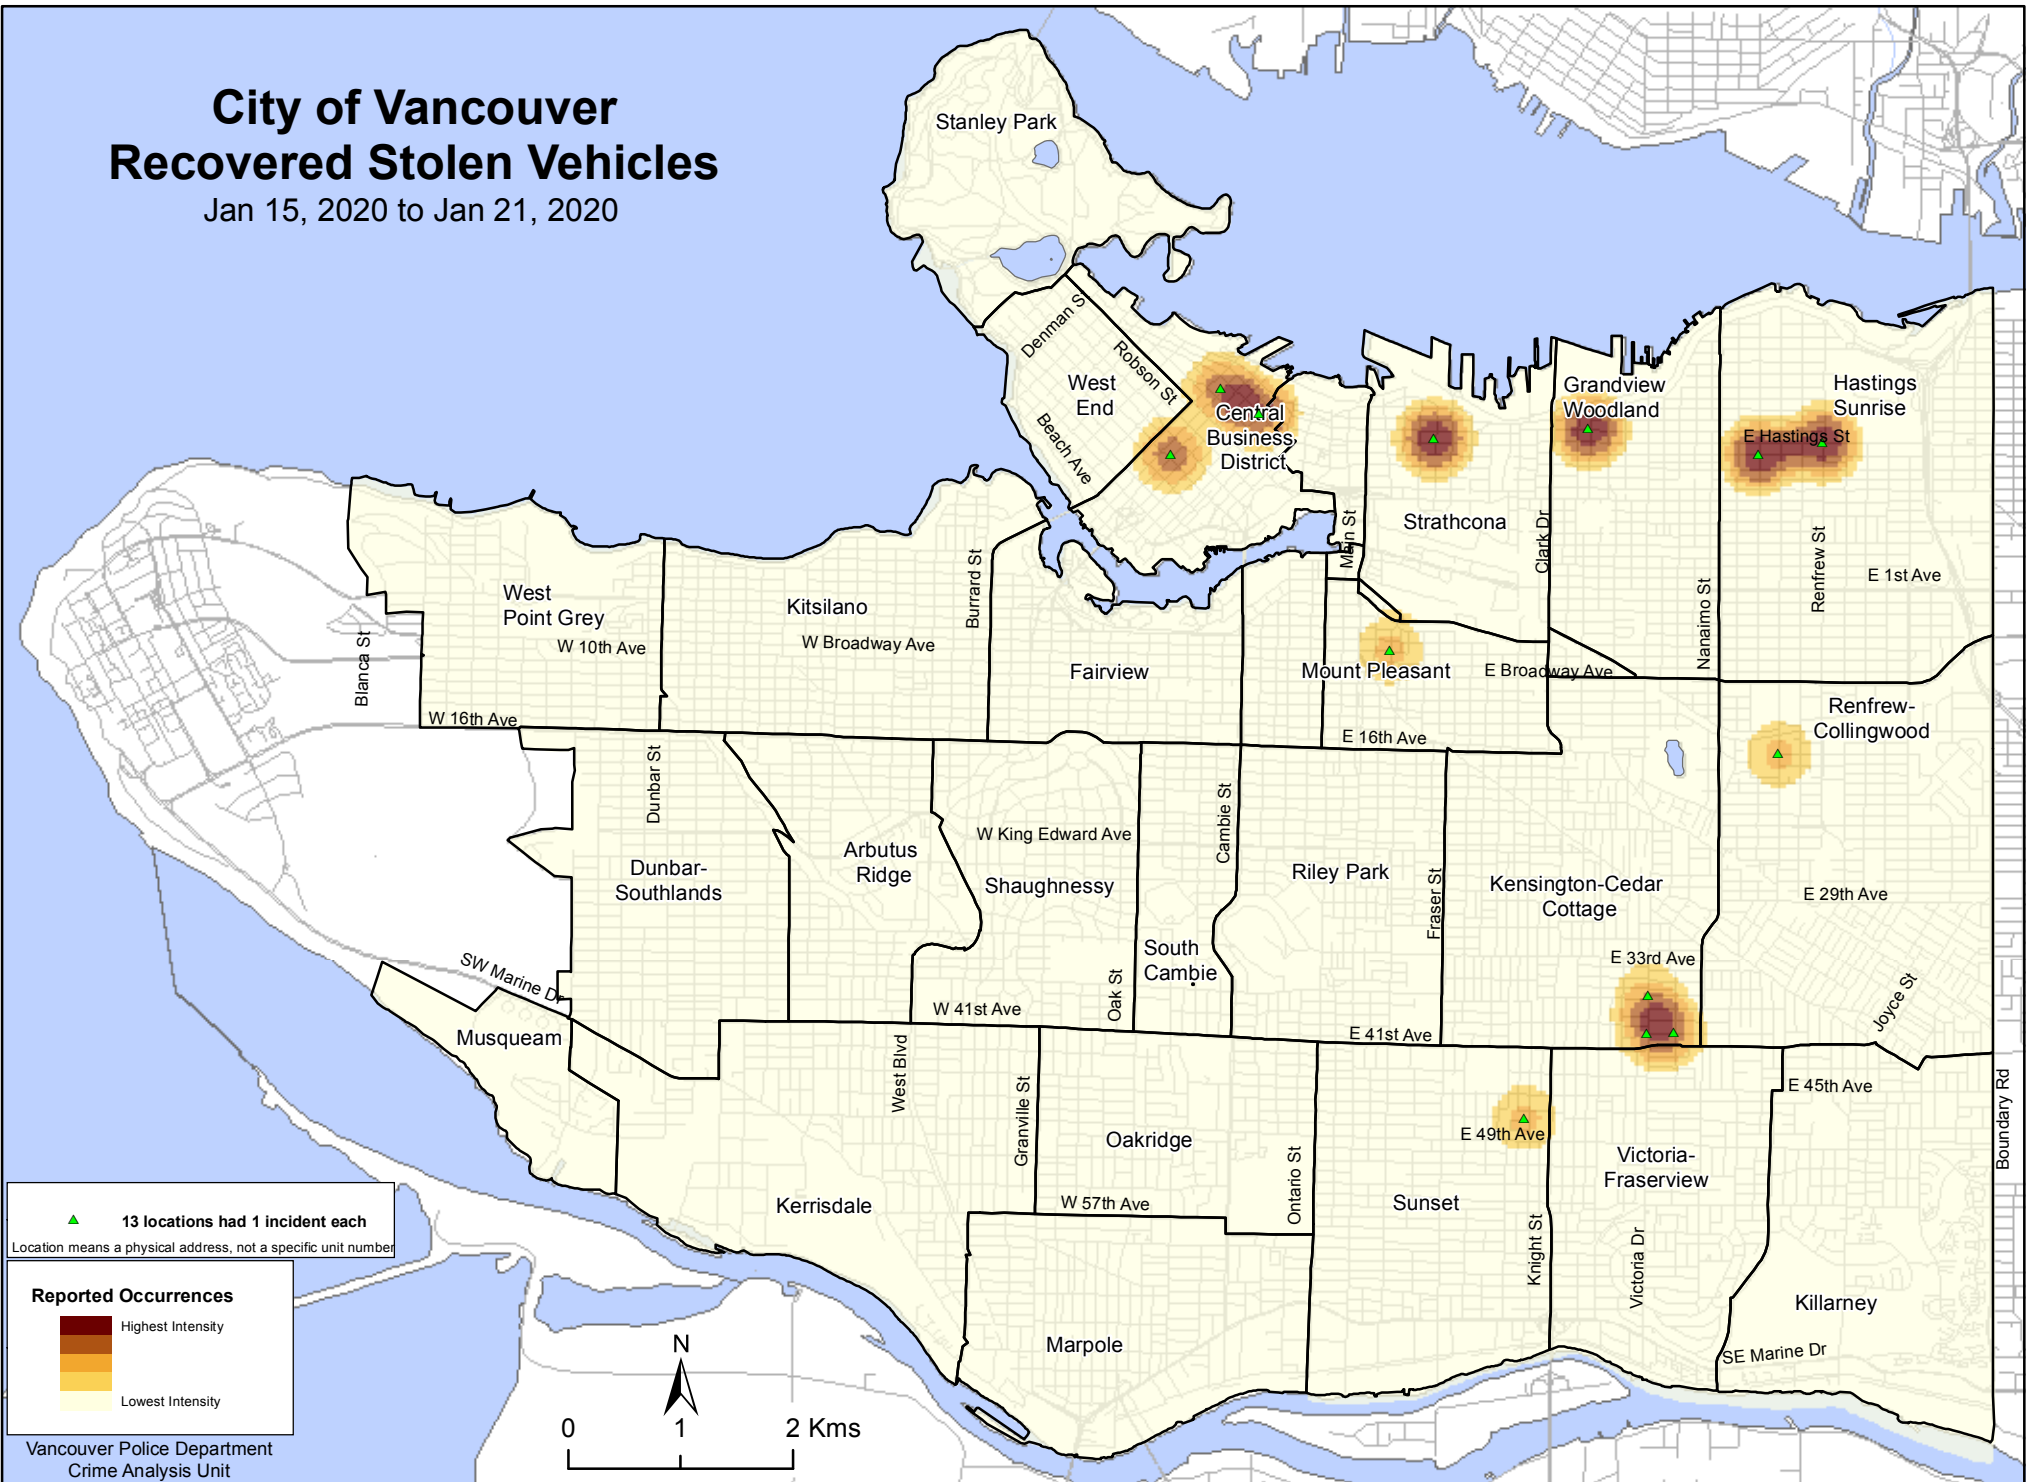 City of Vancouver
Recovered Stolen Vehicles
Jan 15, 2020 to Jan 21, 2020
Stanley Park
Denman S
Robson St
West
End
Beach Ave
Central
Business
District
Grandview
Woodland
Hastings
Sunrise
E Hastings St
Strathcona
Main St
Clark Dr
Nanaimo St
Renfrew St
E 1st Ave
West
Point Grey
W 10th Ave
Blanca St
W 16th Ave
Kitsilano
W Broadway Ave
Burrard St
Fairview
Mount Pleasant
E Broadway Ave
E 16th Ave
Renfrew-
Collingwood
Dunbar St
Dunbar-
Southlands
Arbutus
Ridge
W King Edward Ave
Shaughnessy
Cambie St
South
Cambie
Oak St
Riley Park
Fraser St
Kensington-Cedar
Cottage
E 29th Ave
E 33rd Ave
Joyce St
SW Marine Dr
Musqueam
W 41st Ave
E 41st Ave
West Blvd
Granville St
E 45th Ave
Boundary Rd
Oakridge
E 49th Ave
Victoria-
Fraserview
Kerrisdale
W 57th Ave
Ontario St
Sunset
Knight St
Victoria Dr
Killarney
Marpole
SE Marine Dr
13 locations had 1 incident each
Location means a physical address, not a specific unit number
Reported Occurrences
Highest Intensity
Lowest Intensity
Vancouver Police Department
Crime Analysis Unit
N
0 1 2 Kms